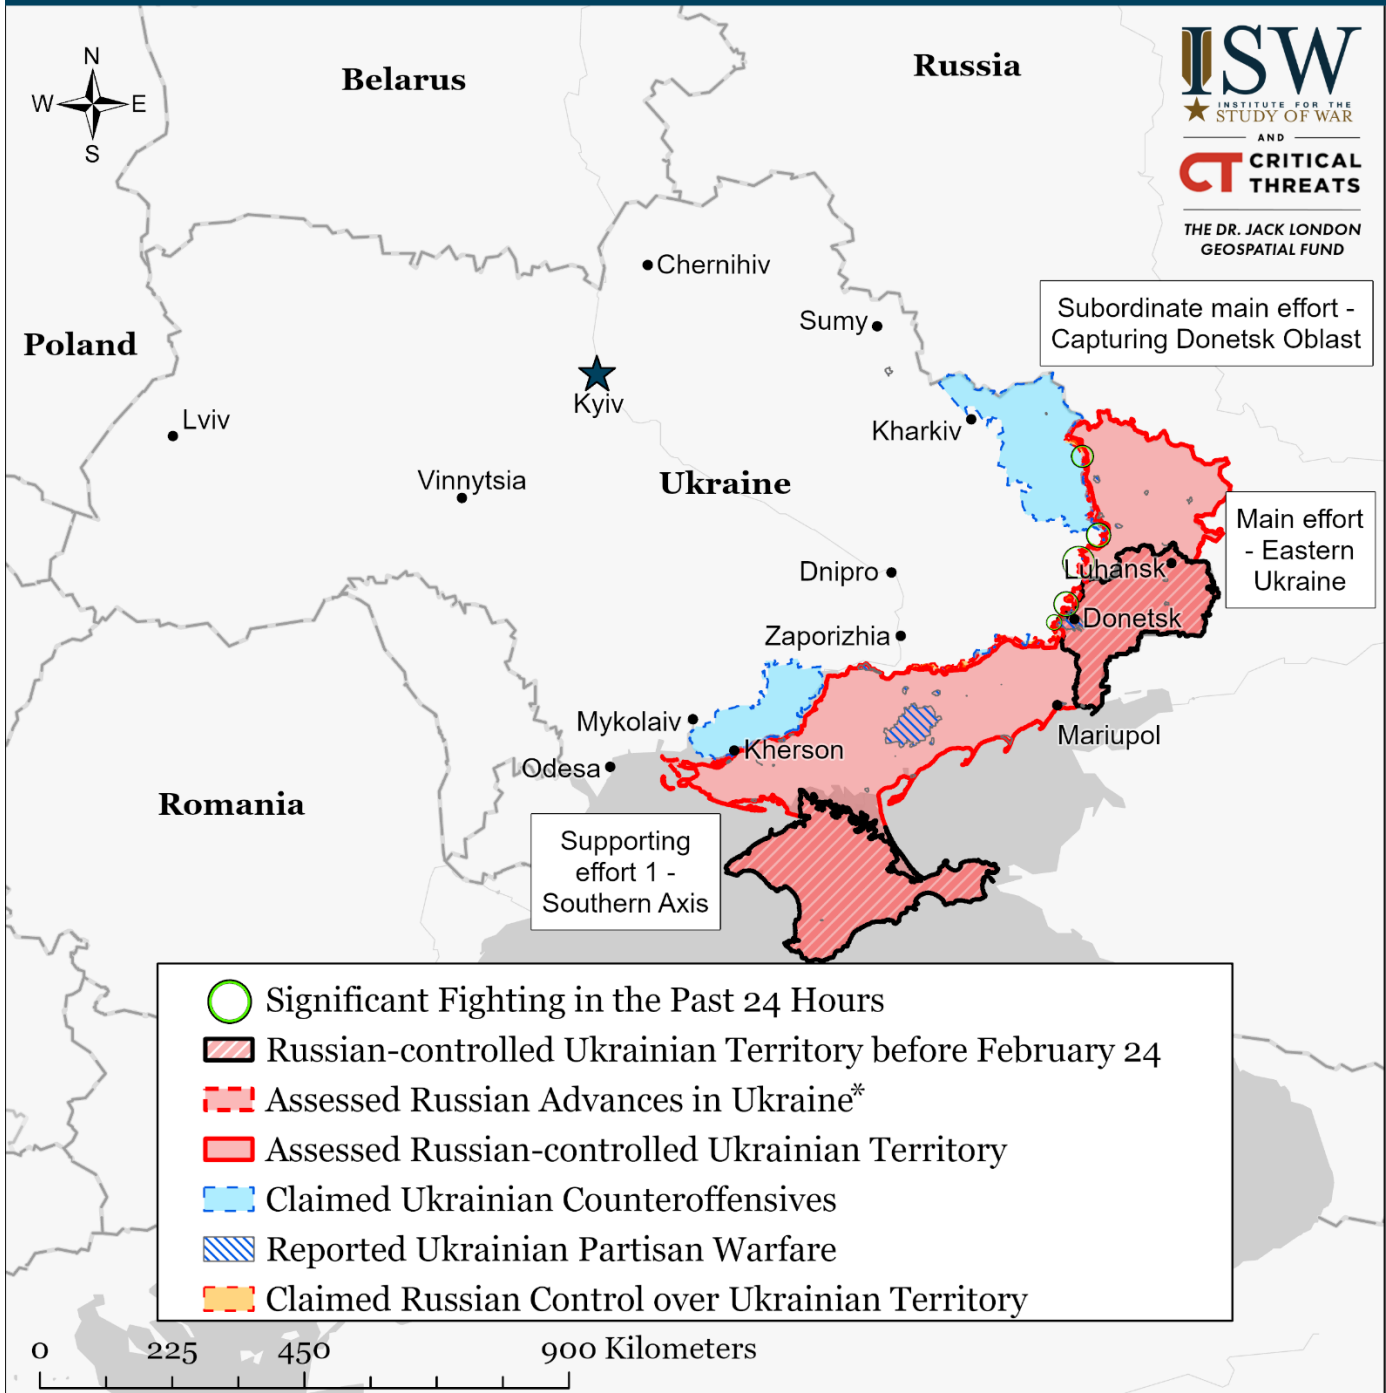 N
W
E
S
Belarus
Russia
ISW
INSTITUTE FOR THE
STUDY OF WAR
AND
CT CRITICAL
THREATS
THE DR. JACK LONDON
GEOSPATIAL FUND
Chernihiv
Subordinate main effort -
Capturing Donetsk Oblast
Sumy
Poland
Kyiv
Lviv
Kharkiv
Vinnytsia
Ukraine
Main effort
- Eastern
Ukraine
Dnipro
Luhansk
Donetsk
Zaporizhia
Mykolaiv
Mariupol
Kherson
Odesa
Romania
Supporting
effort 1 -
Southern Axis
Significant Fighting in the Past 24 Hours
Russian-controlled Ukrainian Territory before February 24
Assessed Russian Advances in Ukraine*
Assessed Russian-controlled Ukrainian Territory
Claimed Ukrainian Counteroffensives
Reported Ukrainian Partisan Warfare
Claimed Russian Control over Ukrainian Territory
0 225 450 900 Kilometers